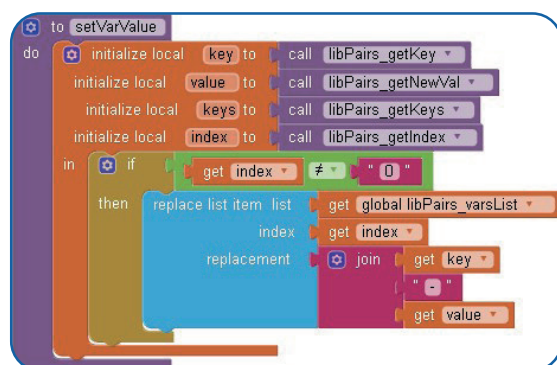 to setVarValue
do initialize local key to call libPairs_getKey
initialize local value to call libPairs_getNewVal
initialize local keys to call libPairs_getKeys
initialize local index to call libPairs_getIndex
in if get index ≠ " 0 "
then replace list item list get global libPairs_varsList
index get index
replacement join get key
" - "
get value